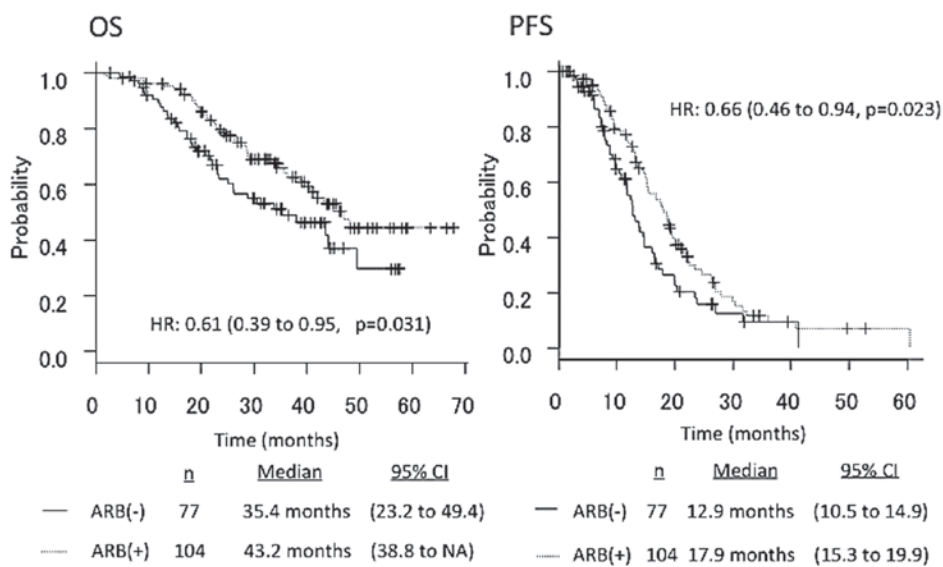 OS
Probability
1.0
0.8
0.6
0.4
0.2
0.0
HR: 0.61 (0.39 to 0.95, p=0.031)
0 10 20 30 40 50 60 70
Time (months)
n Median 95% CI
ARB(-) 77 35.4 months (23.2 to 49.4)
ARB(+) 104 43.2 months (38.8 to NA)
PFS
Probability
1.0
0.8
0.6
0.4
0.2
0.0
HR: 0.66 (0.46 to 0.94, p=0.023)
0 10 20 30 40 50 60
Time (months)
n Median 95% CI
ARB(-) 77 12.9 months (10.5 to 14.9)
ARB(+) 104 17.9 months (15.3 to 19.9)